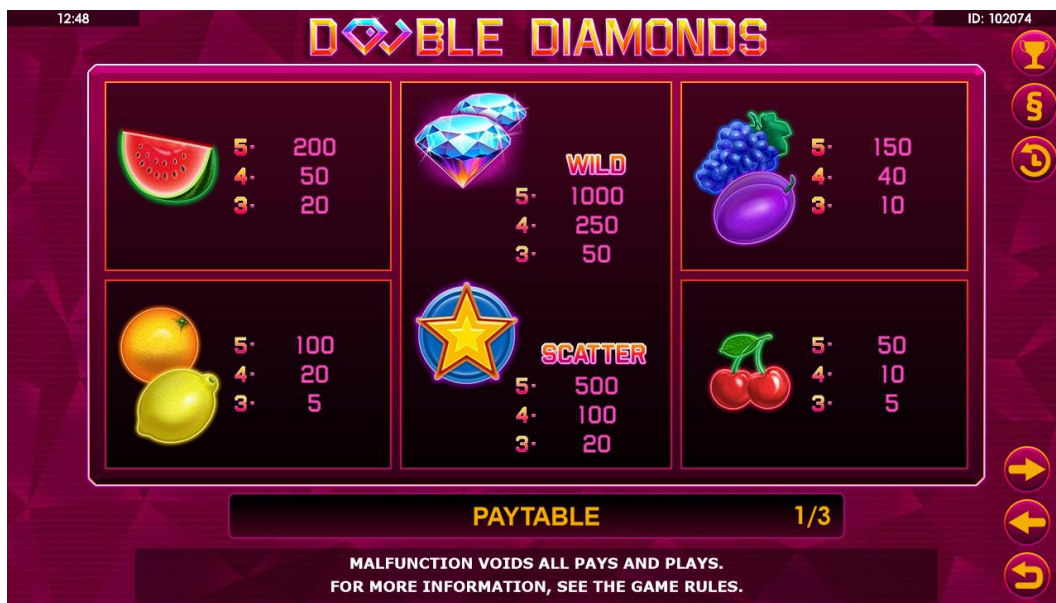 12:48
ID: 102074
DOUBLE DIAMONDS
5- 200
4- 50
3- 20
WILD
5- 1000
4- 250
3- 50
5- 150
4- 40
3- 10
5- 100
4- 20
3- 5
SCATTER
5- 500
4- 100
3- 20
5- 50
4- 10
3- 5
§
PAYTABLE 1/3
MALFUNCTION VOIDS ALL PAYS AND PLAYS.
FOR MORE INFORMATION, SEE THE GAME RULES.